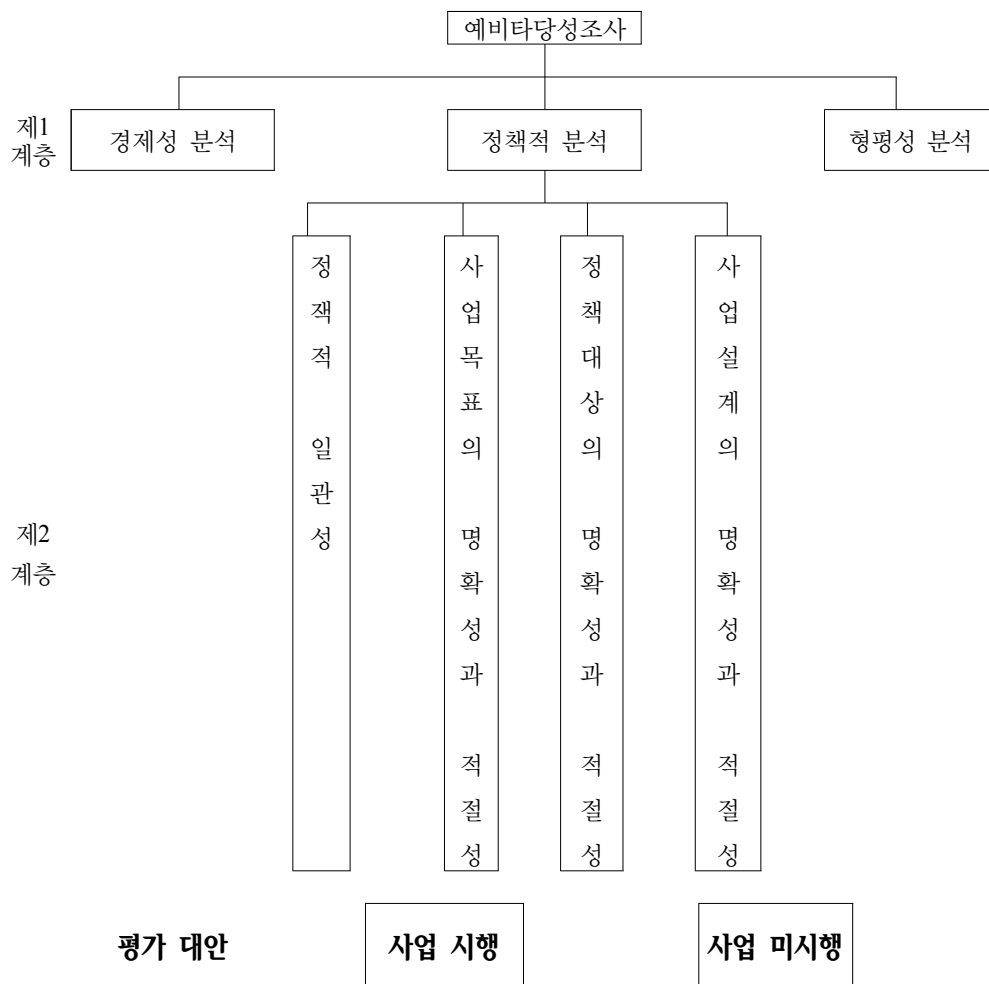 예비타당성조사
제1
계층
경제성 분석
정책적 분석
형평성 분석
정잭적 일관성
사업목표의 명확성과 적절성
정책대상의 명확성과 적절성
사업설계의 명확성과 적절성
제2
계층
평가 대안
사업 시행
사업 미시행